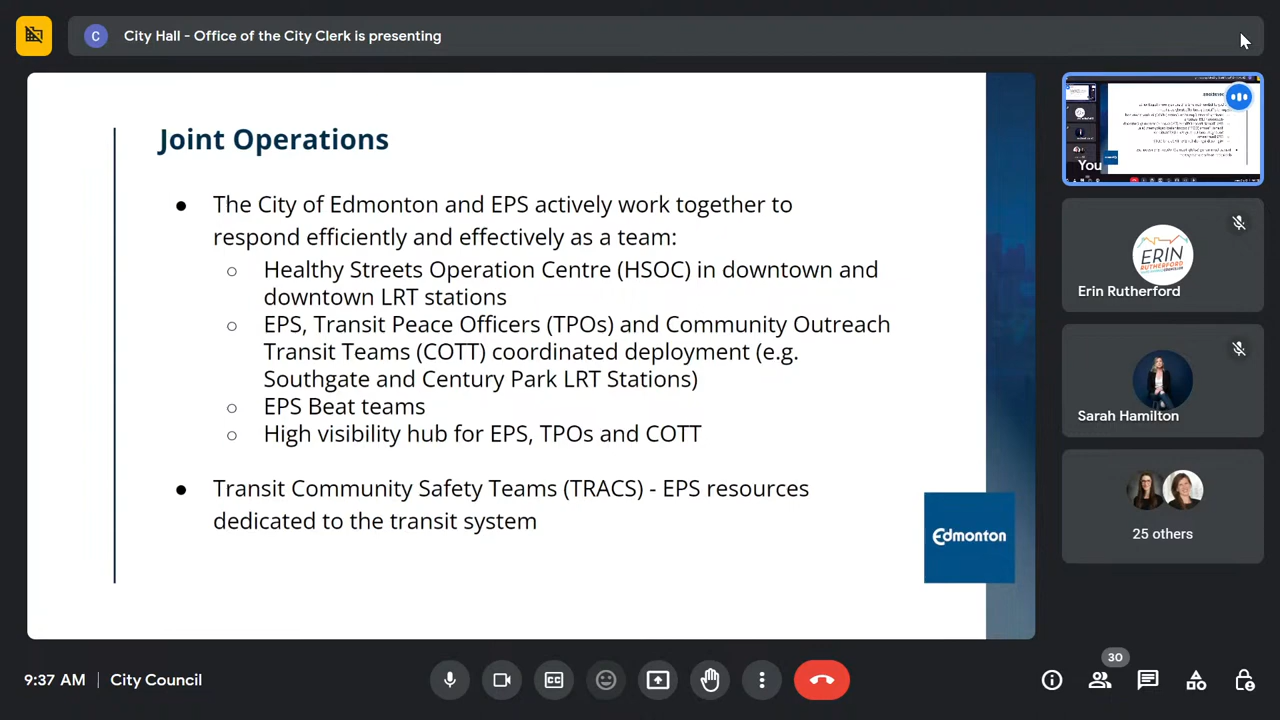 C
City Hall - Office of the City Clerk is presenting
Joint Operations
● The City of Edmonton and EPS actively work together to
respond efficiently and effectively as a team:
○ Healthy Streets Operation Centre (HSOC) in downtown and
downtown LRT stations
○ EPS, Transit Peace Officers (TPOs) and Community Outreach
Transit Teams (COTT) coordinated deployment (e.g.
Southgate and Century Park LRT Stations)
○ EPS Beat teams
○ High visibility hub for EPS, TPOs and COTT
● Transit Community Safety Teams (TRACS) - EPS resources
dedicated to the transit system
Edmonton
You
ERIN
RUTHERFORD
Erin Rutherford
Sarah Hamilton
25 others
9:37 AM | City Council
CC
30